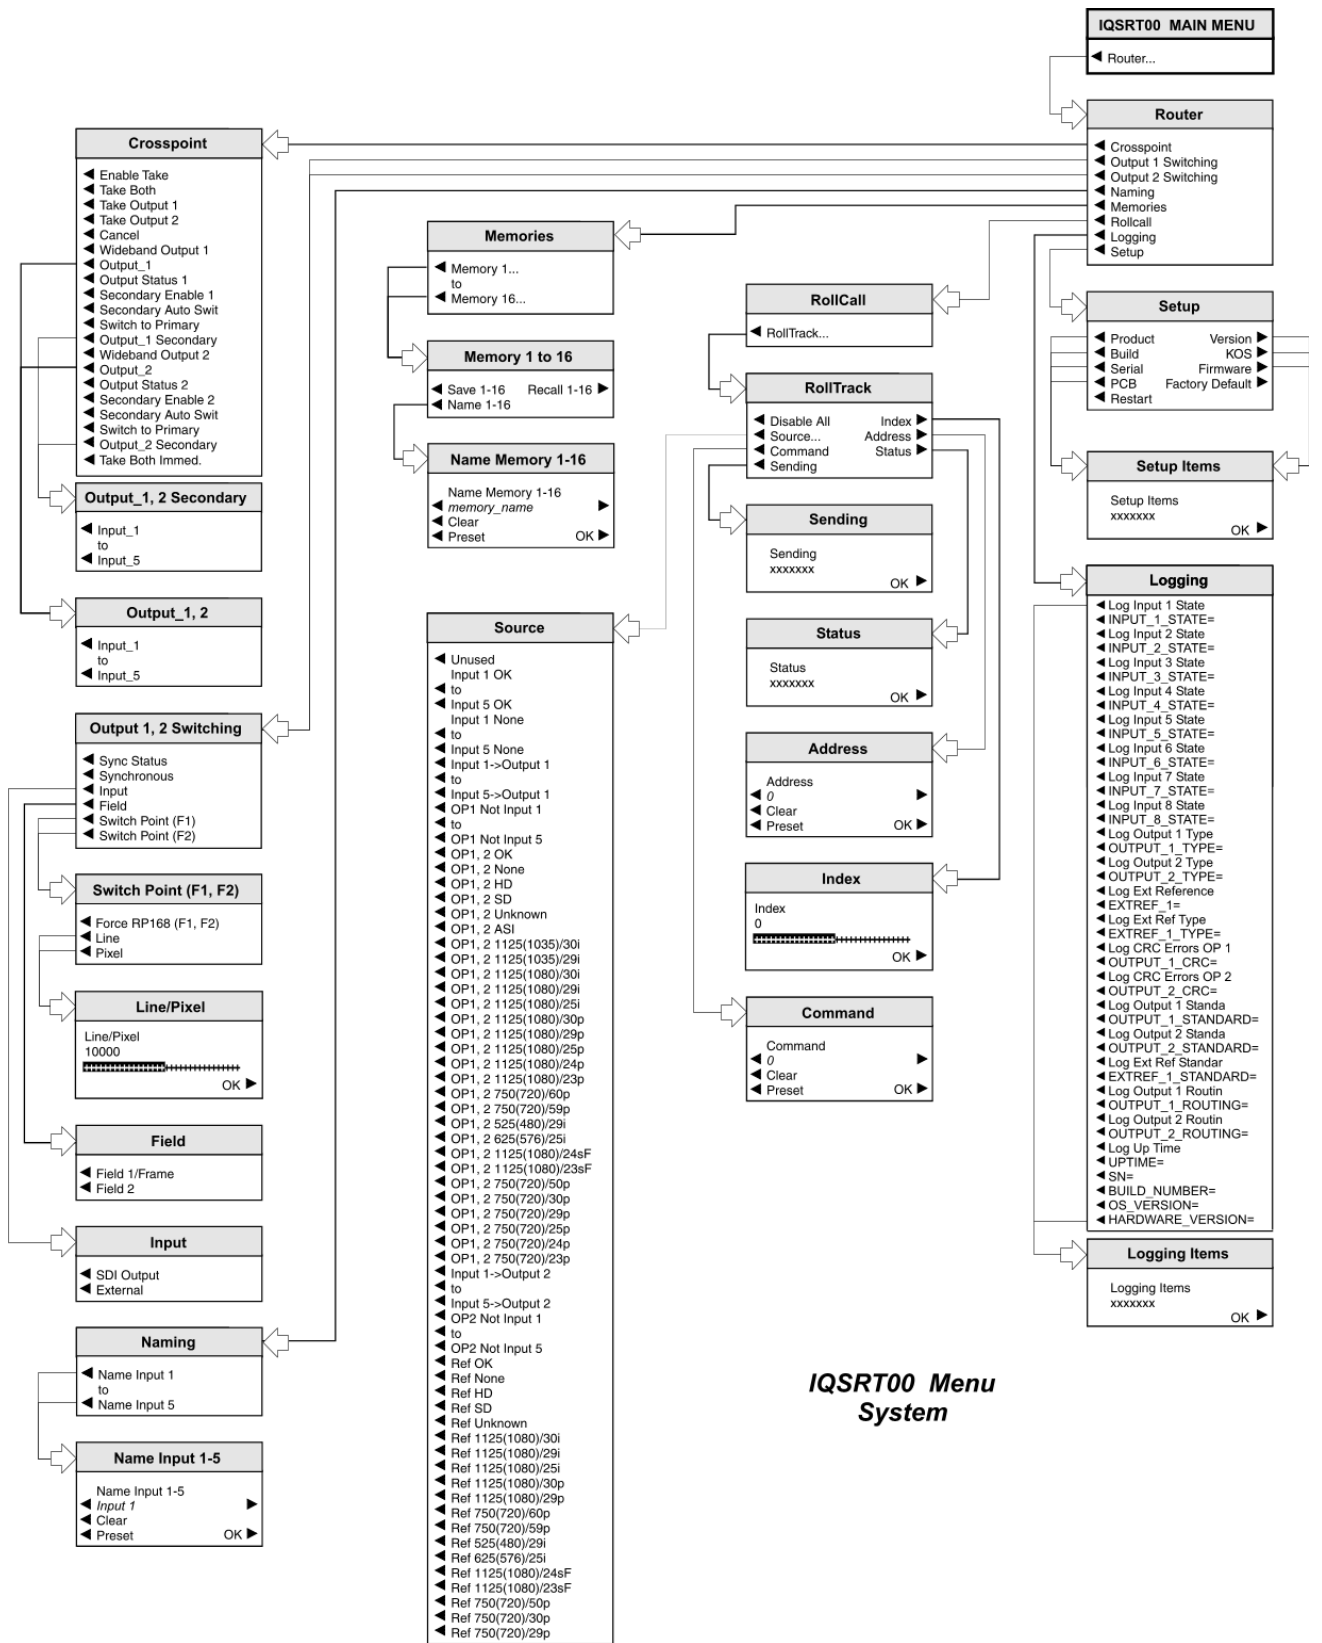 IQSRT00 MAIN MENU
Router...
Router
Crosspoint
Output 1 Switching
Output 2 Switching
Naming
Memories
Rollcall
Logging
Setup
Crosspoint
Enable Take
Take Both
Take Output 1
Take Output 2
Cancel
Wideband Output 1
Output_1
Output Status 1
Secondary Enable 1
Secondary Auto Swit
Switch to Primary
Output_1 Secondary
Wideband Output 2
Output_2
Output Status 2
Secondary Enable 2
Secondary Auto Swit
Switch to Primary
Output_2 Secondary
Take Both Immed.
Output_1, 2 Secondary
Input_1
to
Input_5
Output_1, 2
Input_1
to
Input_5
Output 1, 2 Switching
Sync Status
Synchronous
Input
Field
Switch Point (F1)
Switch Point (F2)
Switch Point (F1, F2)
Force RP168 (F1, F2)
Line
Pixel
Line/Pixel
Line/Pixel
10000
OK
Field
Field 1/Frame
Field 2
Input
SDI Output
External
Naming
Name Input 1
to
Name Input 5
Name Input 1-5
Name Input 1-5
Input 1
Clear
Preset OK
Memories
Memory 1...
to
Memory 16...
Memory 1 to 16
Save 1-16 Recall 1-16
Name 1-16
Name Memory 1-16
Name Memory 1-16
memory_name
Clear
Preset OK
Source
Unused
Input 1 OK
to
Input 5 OK
Input 1 None
to
Input 5 None
Input 1->Output 1
to
Input 5->Output 1
OP1 Not Input 1
to
OP1 Not Input 5
OP1, 2 OK
OP1, 2 None
OP1, 2 HD
OP1, 2 SD
OP1, 2 Unknown
OP1, 2 ASI
OP1, 2 1125(1035)/30i
OP1, 2 1125(1035)/29i
OP1, 2 1125(1080)/30i
OP1, 2 1125(1080)/29i
OP1, 2 1125(1080)/25i
OP1, 2 1125(1080)/30p
OP1, 2 1125(1080)/29p
OP1, 2 1125(1080)/25p
OP1, 2 1125(1080)/24p
OP1, 2 1125(1080)/23p
OP1, 2 750(720)/60p
OP1, 2 750(720)/59p
OP1, 2 525(480)/29i
OP1, 2 625(576)/25i
OP1, 2 1125(1080)/24sF
OP1, 2 1125(1080)/23sF
OP1, 2 750(720)/50p
OP1, 2 750(720)/30p
OP1, 2 750(720)/29p
OP1, 2 750(720)/25p
OP1, 2 750(720)/24p
OP1, 2 750(720)/23p
Input 1->Output 2
to
Input 5->Output 2
OP2 Not Input 1
to
OP2 Not Input 5
Ref OK
Ref None
Ref HD
Ref SD
Ref Unknown
Ref 1125(1080)/30i
Ref 1125(1080)/29i
Ref 1125(1080)/25i
Ref 1125(1080)/30p
Ref 1125(1080)/29p
Ref 750(720)/60p
Ref 750(720)/59p
Ref 525(480)/29i
Ref 625(576)/25i
Ref 1125(1080)/24sF
Ref 1125(1080)/23sF
Ref 750(720)/50p
Ref 750(720)/30p
Ref 750(720)/29p
RollCall
RollTrack...
RollTrack
Disable All Index
Source... Address
Command Status
Sending
Sending
Sending
xxxxxxx
OK
Status
Status
xxxxxxx
OK
Address
Address
0
Clear
Preset OK
Index
Index
0
OK
Command
Command
0
Clear
Preset OK
Setup
Product Version
Build KOS
Serial Firmware
PCB Factory Default
Restart
Setup Items
Setup Items
xxxxxxx
OK
Logging
Log Input 1 State
INPUT_1_STATE=
Log Input 2 State
INPUT_2_STATE=
Log Input 3 State
INPUT_3_STATE=
Log Input 4 State
INPUT_4_STATE=
Log Input 5 State
INPUT_5_STATE=
Log Input 6 State
INPUT_6_STATE=
Log Input 7 State
INPUT_7_STATE=
Log Input 8 State
INPUT_8_STATE=
Log Output 1 Type
OUTPUT_1_TYPE=
Log Output 2 Type
OUTPUT_2_TYPE=
Log Ext Reference
EXTREF_1=
Log Ext Ref Type
EXTREF_1_TYPE=
Log CRC Errors OP 1
OUTPUT_1_CRC=
Log CRC Errors OP 2
OUTPUT_2_CRC=
Log Output 1 Standa
OUTPUT_1_STANDARD=
Log Output 2 Standa
OUTPUT_2_STANDARD=
Log Ext Ref Standar
EXTREF_1_STANDARD=
Log Output 1 Routin
OUTPUT_1_ROUTING=
Log Output 2 Routin
OUTPUT_2_ROUTING=
Log Up Time
UPTIME=
SN=
BUILD_NUMBER=
OS_VERSION=
HARDWARE_VERSION=
Logging Items
Logging Items
xxxxxxx
OK
IQSRT00 Menu
System